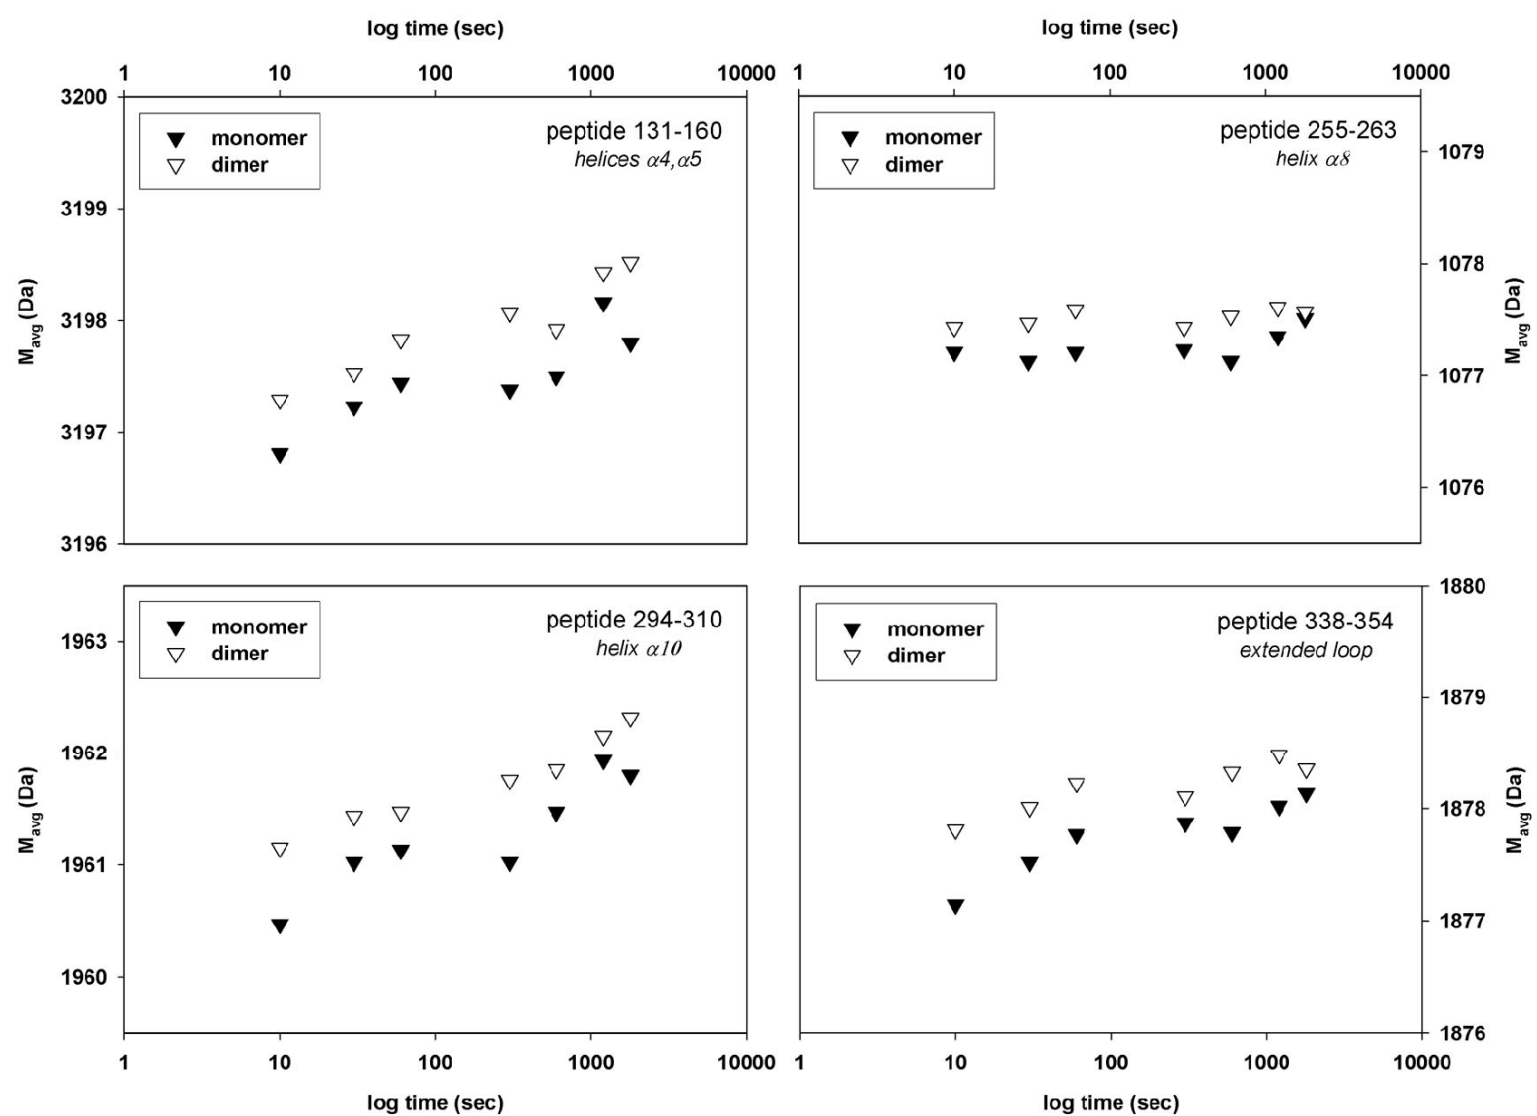 log time (sec)
1 10 100 1000 10000
3200
3199
3198
3197
3196
M_avg (Da)
monomer
dimer
peptide 131-160
helices α4,α5
log time (sec)
1 10 100 1000 10000
monomer
dimer
peptide 255-263
helix α8
1079
1078
1077
1076
M_avg (Da)
1963
1962
1961
1960
M_avg (Da)
monomer
dimer
peptide 294-310
helix α10
1 10 100 1000 10000
log time (sec)
monomer
dimer
peptide 338-354
extended loop
1880
1879
1878
1877
1876
M_avg (Da)
1 10 100 1000 10000
log time (sec)